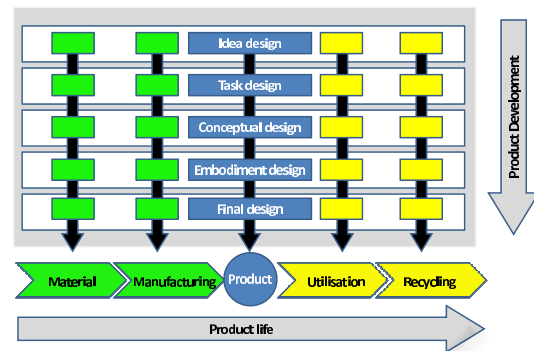 Idea design
Task design
Conceptual design
Embodiment design
Final design
Product Development
Material
Manufacturing
Product
Utilisation
Recycling
Product life